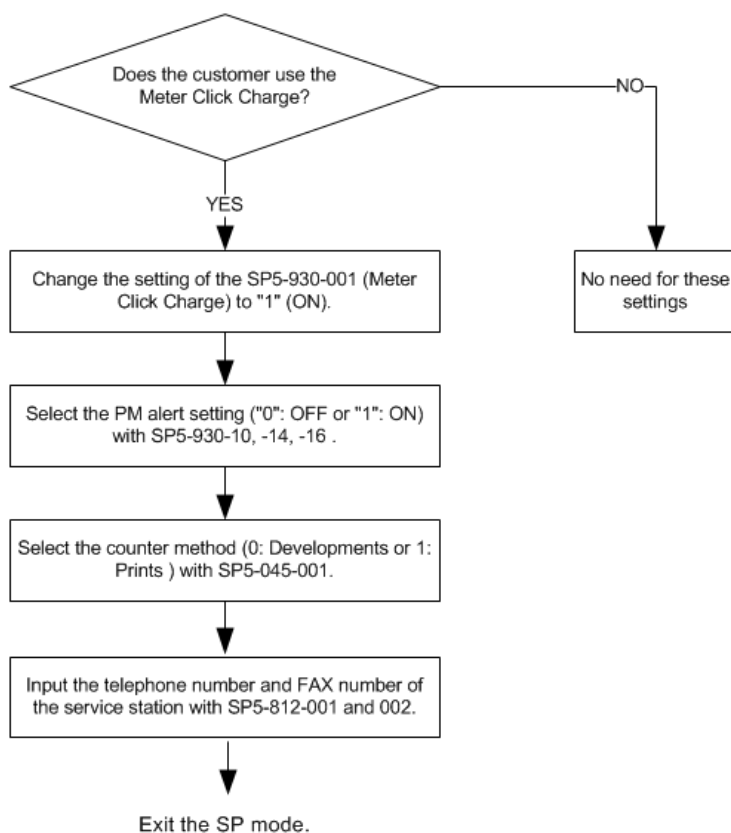 Does the customer use the
Meter Click Charge?
NO
YES
Change the setting of the SP5-930-001 (Meter
Click Charge) to "1" (ON).
No need for these
settings
Select the PM alert setting ("0": OFF or "1": ON)
with SP5-930-10, -14, -16 .
Select the counter method (0: Developments or 1:
Prints ) with SP5-045-001.
Input the telephone number and FAX number of
the service station with SP5-812-001 and 002.
Exit the SP mode.